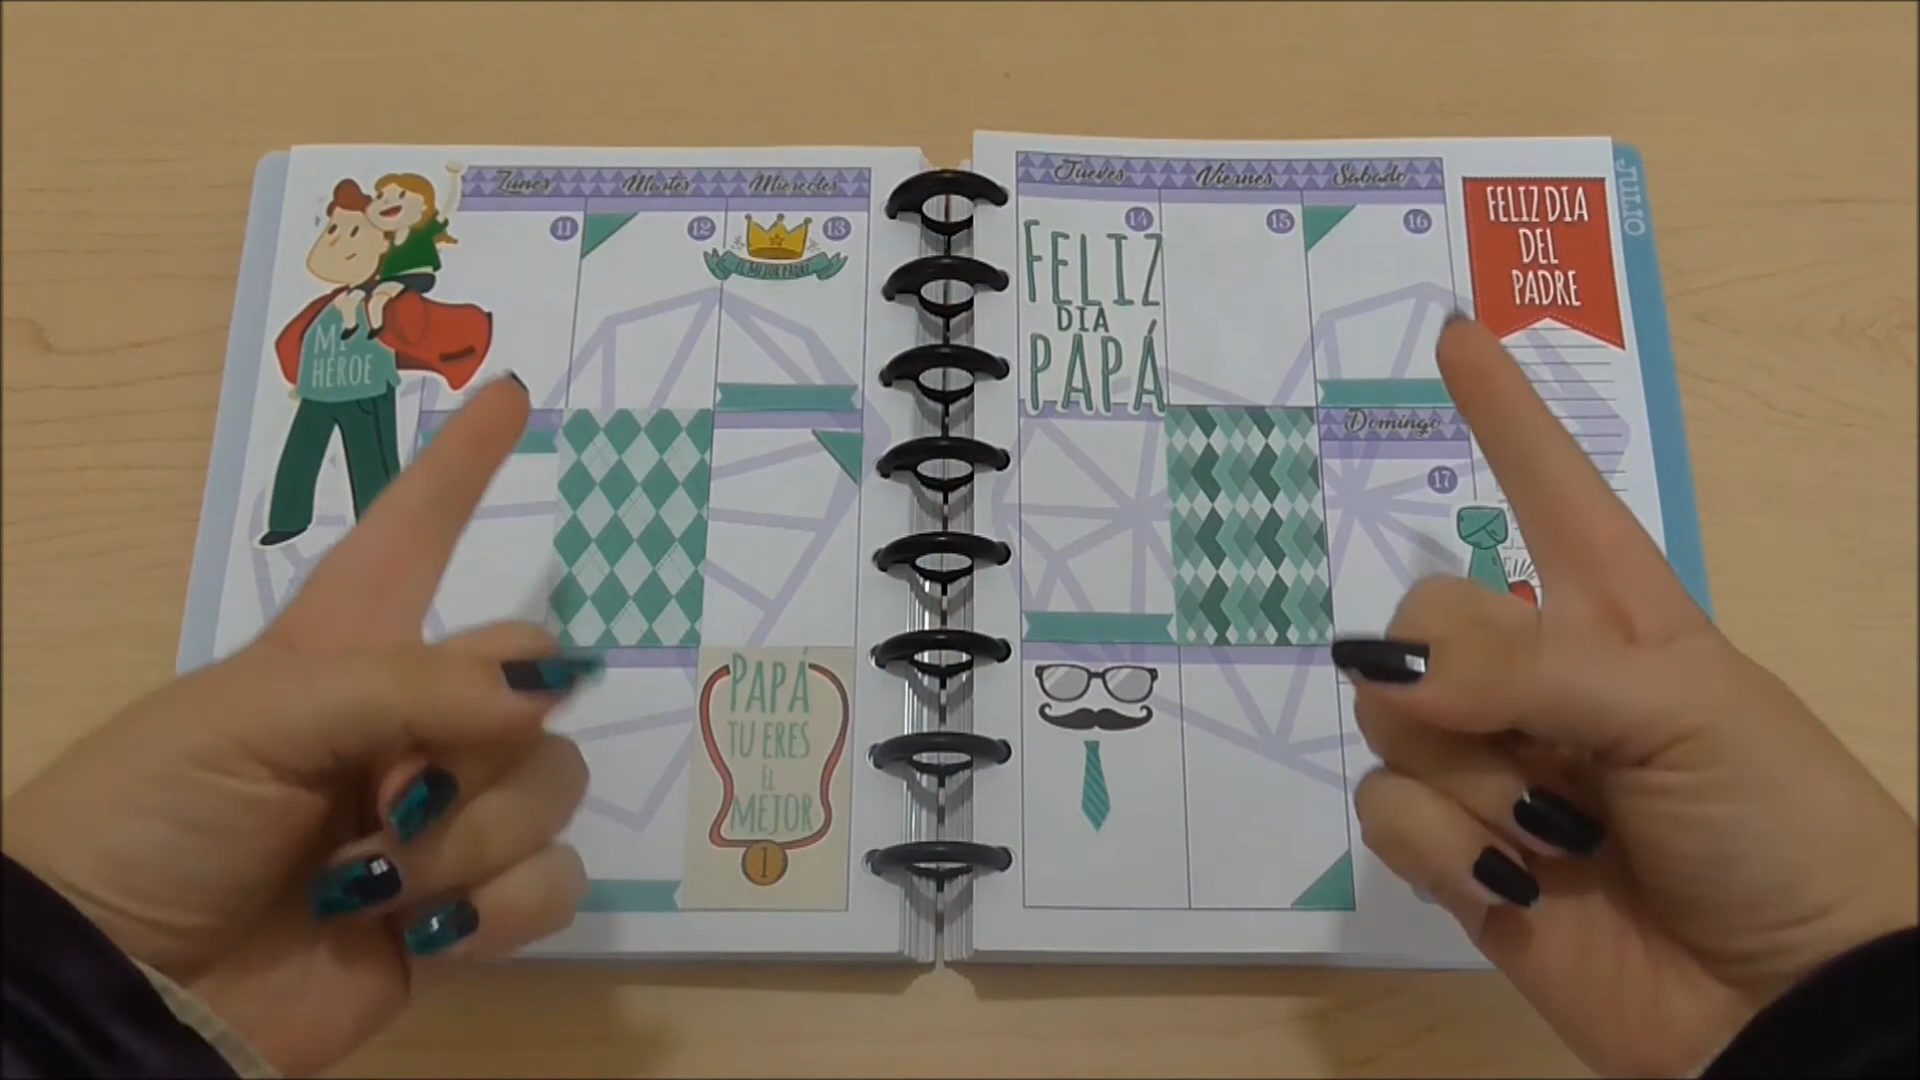 Lunes
Martes
Miercoles
11
12
13
EL MEJOR PADRE
MI
HÉROE
PAPÁ
TU ERES
EL
MEJOR
1
Jueves
Viernes
Sabado
14
15
16
FELIZ
DIA
PAPÁ
Domingo
17
FELIZ DIA
DEL
PADRE
Junio